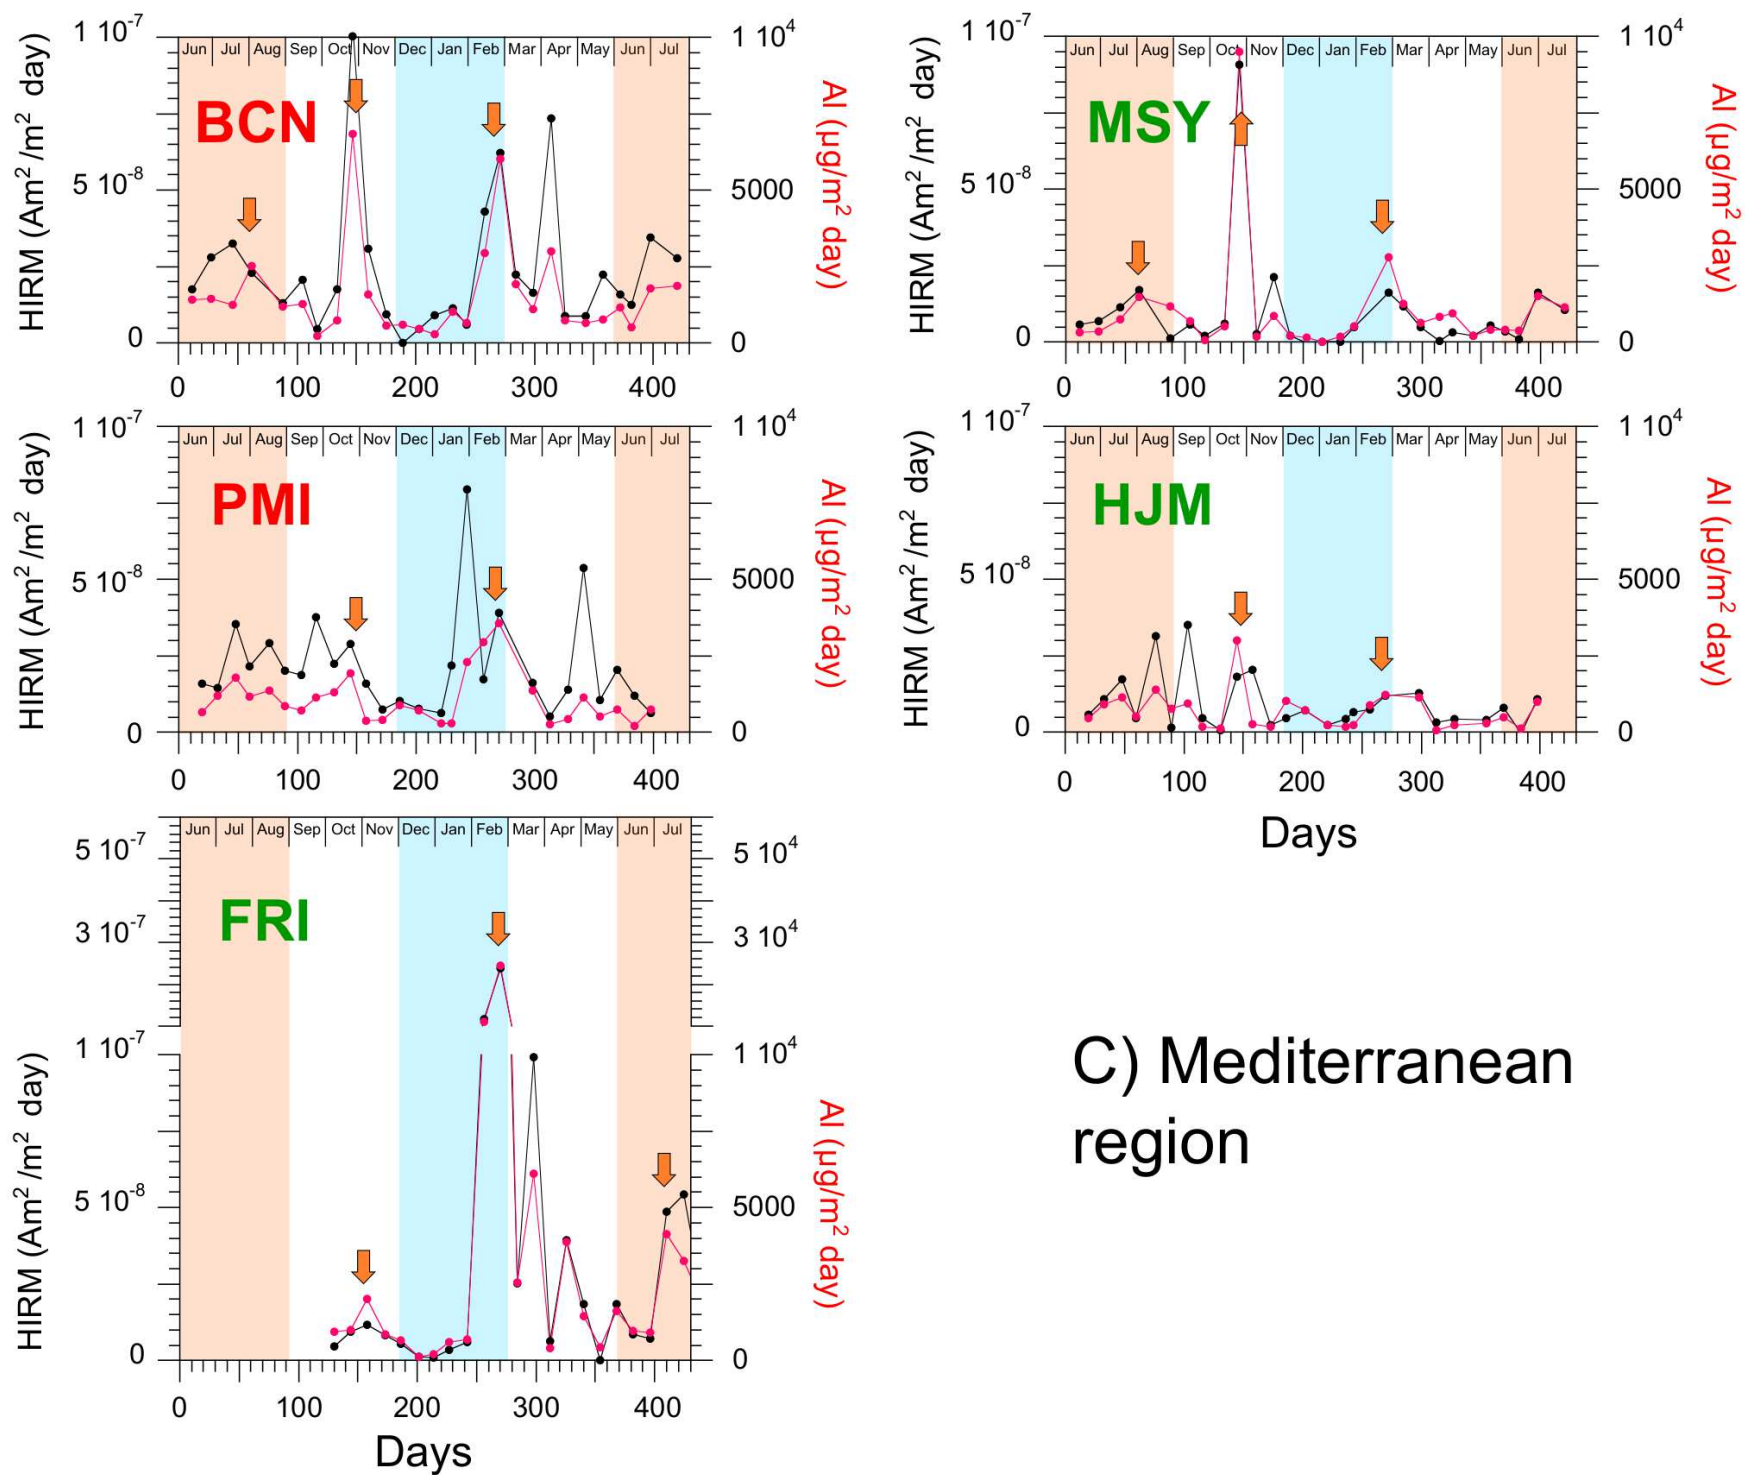 HIRM (Am² /m² day)
1 10⁻⁷
5 10⁻⁸
0
Jun Jul Aug Sep Oct Nov Dec Jan Feb Mar Apr May Jun Jul
BCN
1 10⁴
5000
0
Al (µg/m² day)
0 100 200 300 400
HIRM (Am² /m² day)
1 10⁻⁷
5 10⁻⁸
0
Jun Jul Aug Sep Oct Nov Dec Jan Feb Mar Apr May Jun Jul
MSY
1 10⁴
5000
0
Al (µg/m² day)
0 100 200 300 400
HIRM (Am² /m² day)
1 10⁻⁷
5 10⁻⁸
0
Jun Jul Aug Sep Oct Nov Dec Jan Feb Mar Apr May Jun Jul
PMI
1 10⁴
5000
0
Al (µg/m² day)
0 100 200 300 400
HIRM (Am² /m² day)
1 10⁻⁷
5 10⁻⁸
0
Jun Jul Aug Sep Oct Nov Dec Jan Feb Mar Apr May Jun Jul
HJM
1 10⁴
5000
0
Al (µg/m² day)
0 100 200 300 400
Days
HIRM (Am² /m² day)
5 10⁻⁷
3 10⁻⁷
1 10⁻⁷
5 10⁻⁸
0
Jun Jul Aug Sep Oct Nov Dec Jan Feb Mar Apr May Jun Jul
FRI
5 10⁴
3 10⁴
1 10⁴
5000
0
Al (µg/m² day)
0 100 200 300 400
Days
C) Mediterranean
region